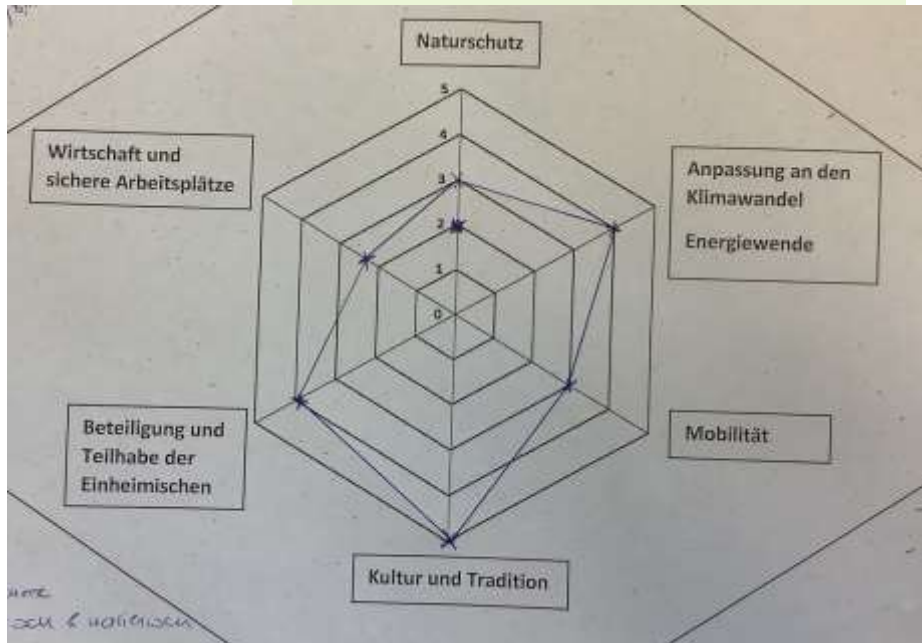 Naturschutz
5
4
3
2
1
0
Wirtschaft und
sichere Arbeitsplätze
Anpassung an den
Klimawandel
Energiewende
Beteiligung und
Teilhabe der
Einheimischen
Mobilität
Kultur und Tradition